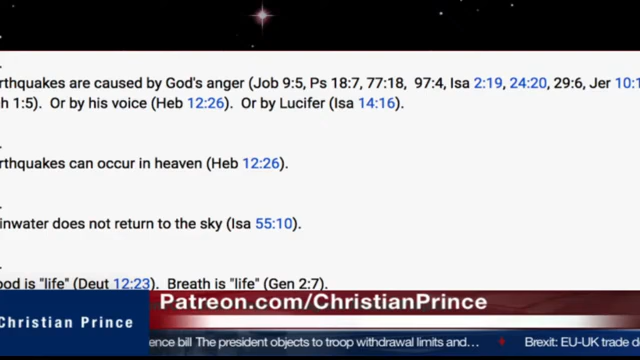 .
rthquakes are caused by God's anger (Job 9:5, Ps 18:7, 77:18, 97:4, Isa 2:19, 24:20, 29:6, Jer 10:1
h 1:5). Or by his voice (Heb 12:26). Or by Lucifer (Isa 14:16).
.
rthquakes can occur in heaven (Heb 12:26).
.
inwater does not return to the sky (Isa 55:10).
.
ood is "life" (Deut 12:23). Breath is "life" (Gen 2:7).
Patreon.com/ChristianPrince
Christian Prince
ence bill The president objects to troop withdrawal limits and... Brexit: EU-UK trade d